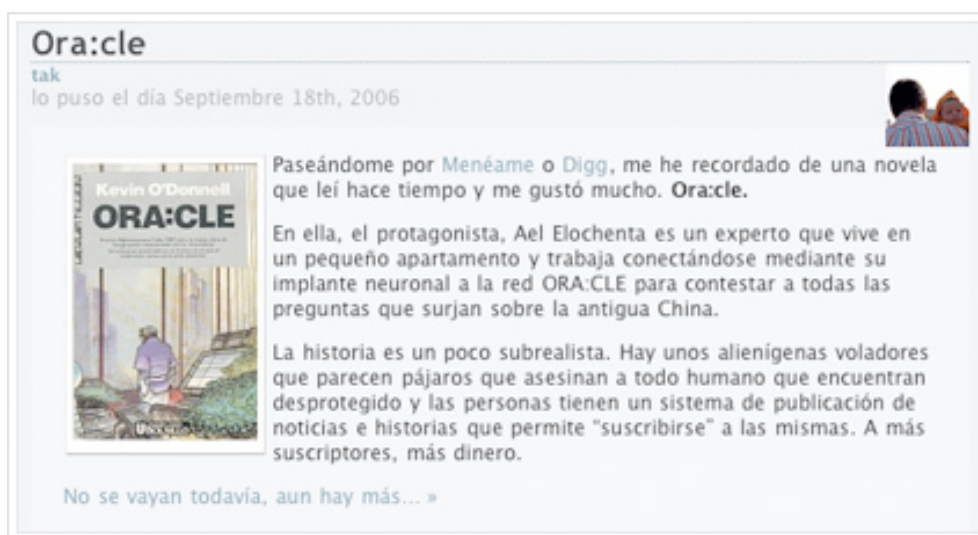 Ora:cle
tak
lo puso el día Septiembre 18th, 2006
Kevin O'Donnell
ORA:CLE
Paseándome por Menéame o Digg, me he recordado de una novela
que leí hace tiempo y me gustó mucho. Ora:cle.
En ella, el protagonista, Ael Elochenta es un experto que vive en
un pequeño apartamento y trabaja conectándose mediante su
implante neuronal a la red ORA:CLE para contestar a todas las
preguntas que surjan sobre la antigua China.
La historia es un poco subrealista. Hay unos alienígenas voladores
que parecen pájaros que asesinan a todo humano que encuentran
desprotegido y las personas tienen un sistema de publicación de
noticias e historias que permite "suscribirse" a las mismas. A más
suscriptores, más dinero.
No se vayan todavía, aun hay más... »